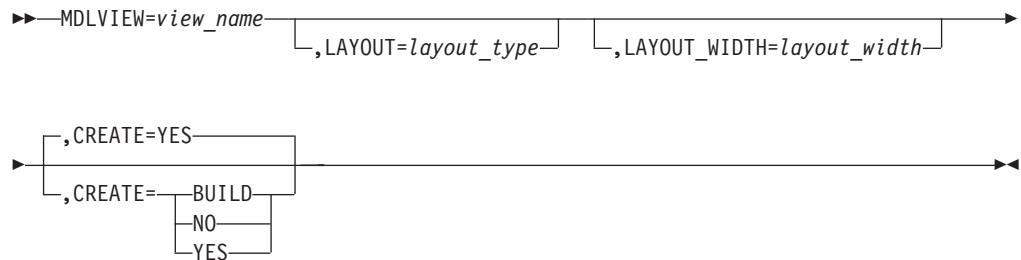 MDLVIEW=view_name
,LAYOUT=layout_type
,LAYOUT_WIDTH=layout_width
,CREATE=YES
,CREATE=
BUILD
NO
YES